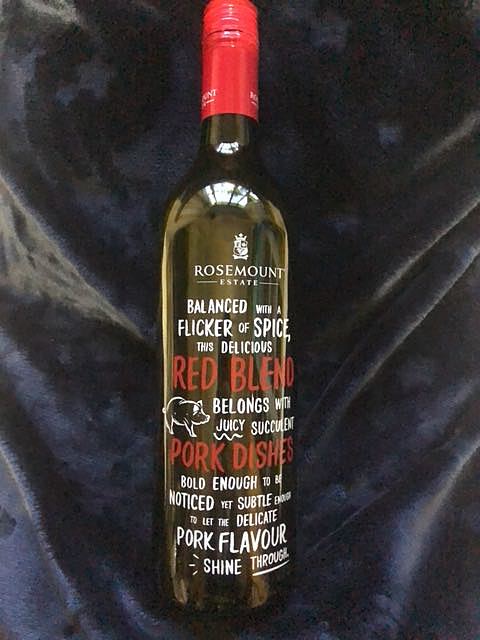 ROSEMOUNT
ESTATE
BALANCED WITH A
FLICKER OF SPICE,
THIS DELICIOUS
RED BLEND
BELONGS WITH
JUICY SUCCULENT
PORK DISHES
BOLD ENOUGH TO BE
NOTICED YET SUBTLE ENOUGH
TO LET THE DELICATE
PORK FLAVOUR
SHINE THROUGH.